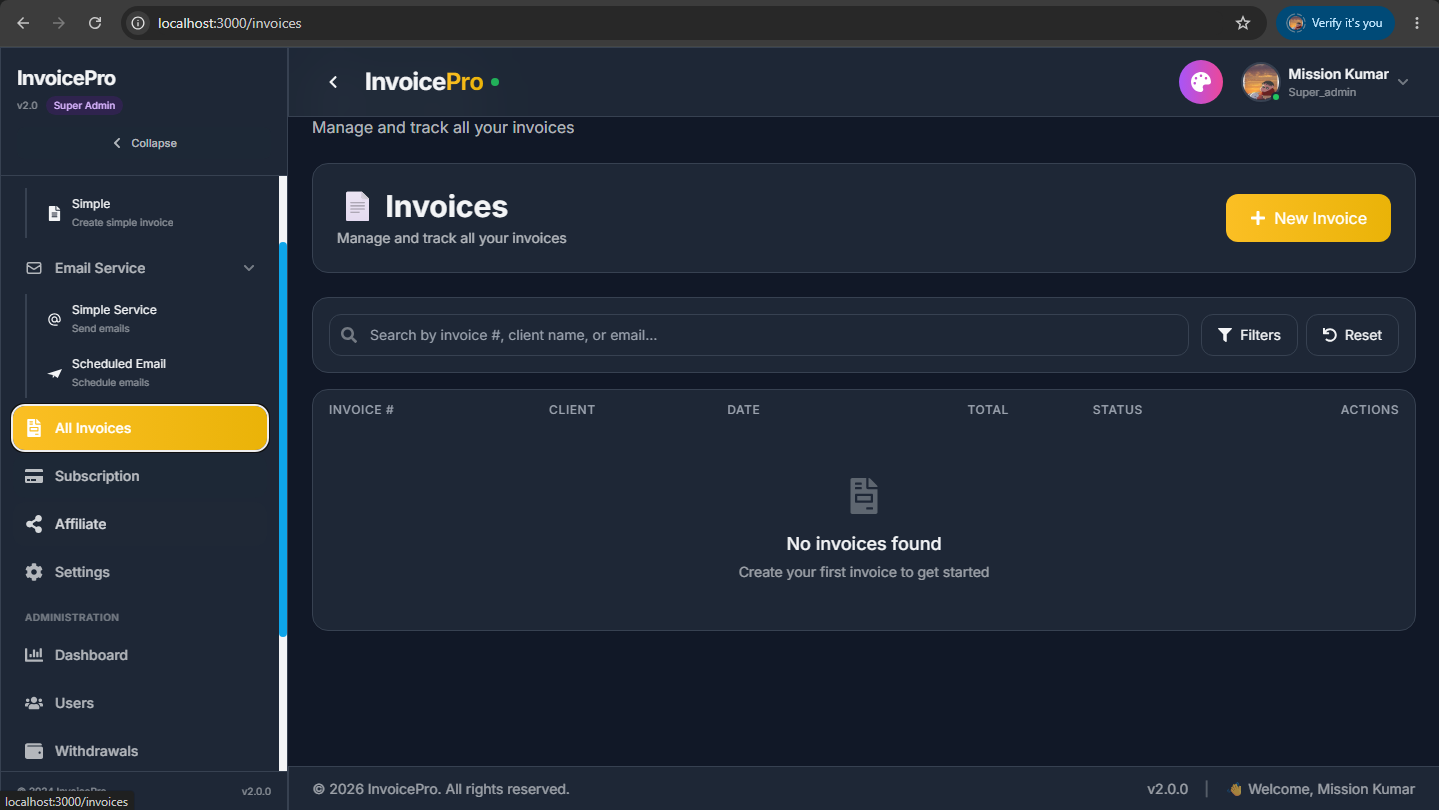 localhost:3000/invoices
Verify it's you
InvoicePro
v2.0
Super Admin
Collapse
Simple
Create simple invoice
Email Service
Simple Service
Send emails
Scheduled Email
Schedule emails
All Invoices
Subscription
Affiliate
Settings
ADMINISTRATION
Dashboard
Users
Withdrawals
© 2024 InvoicePro
v2.0.0
localhost:3000/invoices
InvoicePro
Mission Kumar
Super_admin
Manage and track all your invoices
Invoices
Manage and track all your invoices
New Invoice
Search by invoice #, client name, or email...
Filters
Reset
INVOICE # CLIENT DATE TOTAL STATUS ACTIONS
No invoices found
Create your first invoice to get started
© 2026 InvoicePro. All rights reserved.
v2.0.0 | 👋 Welcome, Mission Kumar